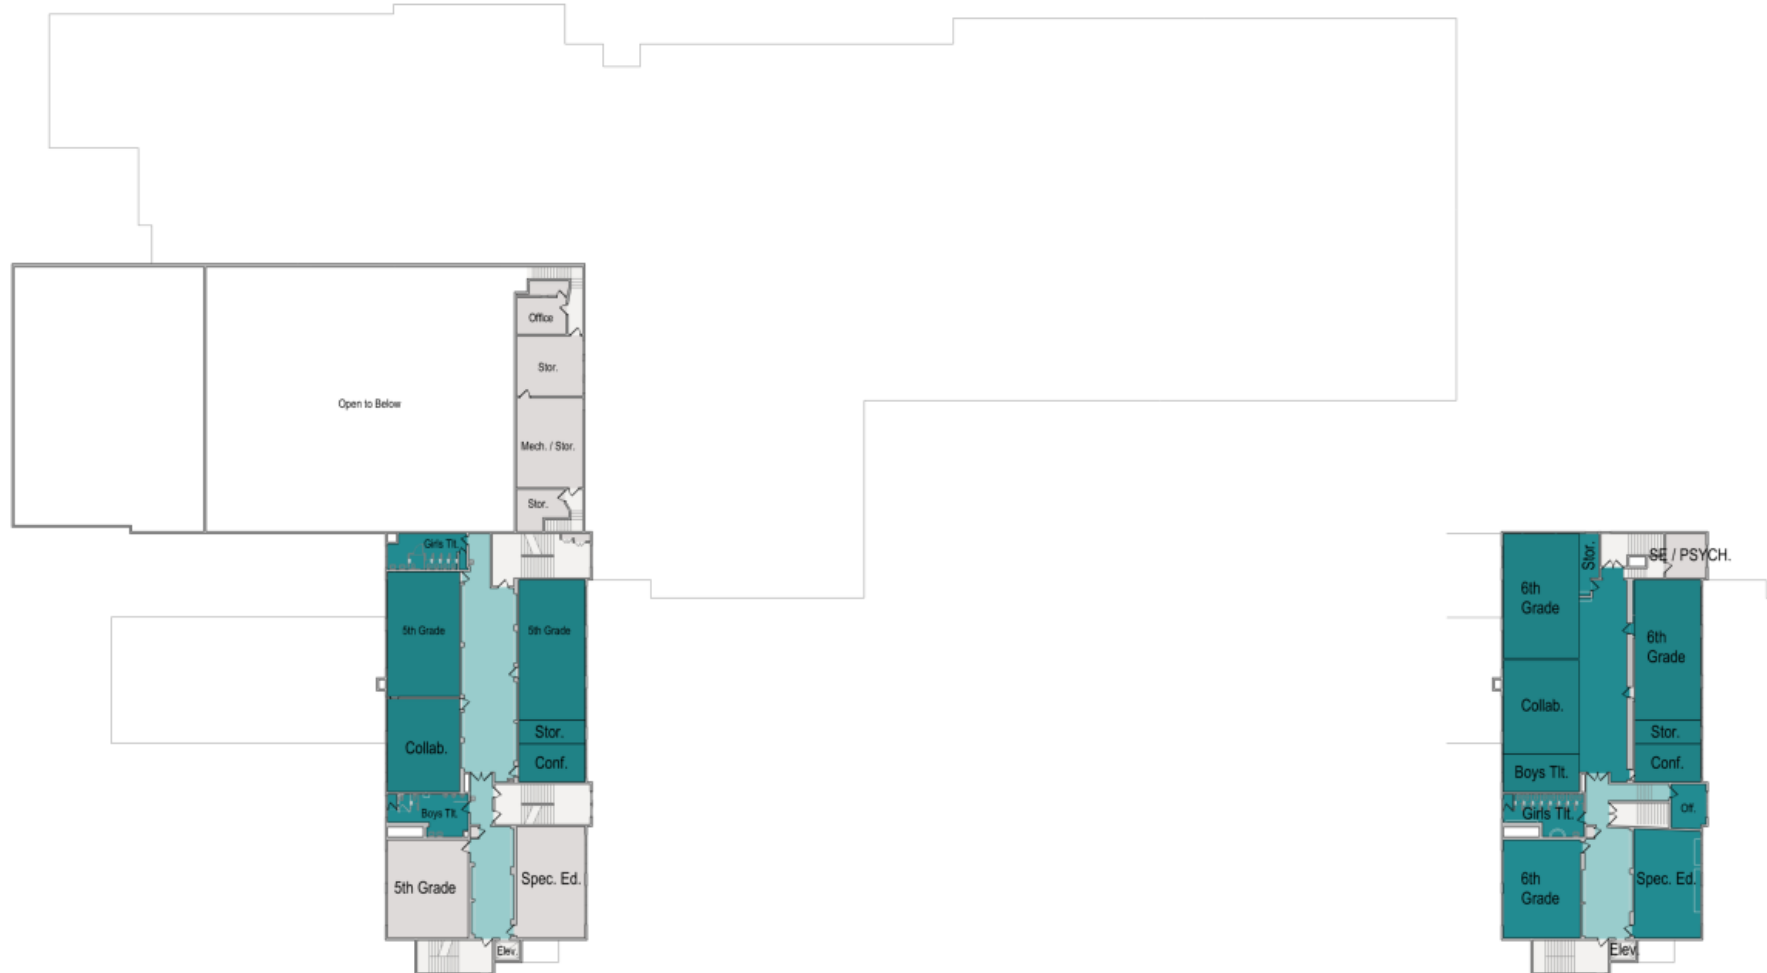 Office
Stor.
Open to Below
Mech. / Stor.
Stor.
Girls Tlt.
5th Grade
5th Grade
Collab.
Stor.
Conf.
Boys Tlt.
5th Grade
Spec. Ed.
Elev.
Stor.
SE / PSYCH.
6th
Grade
6th
Grade
Collab.
Stor.
Boys Tlt.
Conf.
Girls Tlt.
Off.
6th
Grade
Spec. Ed.
Elev.